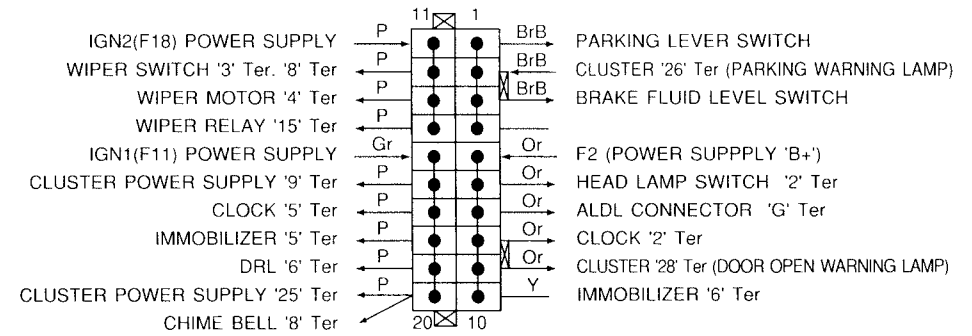 11 1
IGN2(F18) POWER SUPPLY P BrB PARKING LEVER SWITCH
WIPER SWITCH '3' Ter. '8' Ter P BrB CLUSTER '26' Ter (PARKING WARNING LAMP)
WIPER MOTOR '4' Ter P BrB BRAKE FLUID LEVEL SWITCH
WIPER RELAY '15' Ter P
IGN1(F11) POWER SUPPLY Gr Or F2 (POWER SUPPPLY 'B+')
CLUSTER POWER SUPPLY '9' Ter P Or HEAD LAMP SWITCH '2' Ter
CLOCK '5' Ter P Or ALDL CONNECTOR 'G' Ter
IMMOBILIZER '5' Ter P Or CLOCK '2' Ter
DRL '6' Ter P Or CLUSTER '28' Ter (DOOR OPEN WARNING LAMP)
CLUSTER POWER SUPPLY '25' Ter P Y IMMOBILIZER '6' Ter
CHIME BELL '8' Ter 20 10